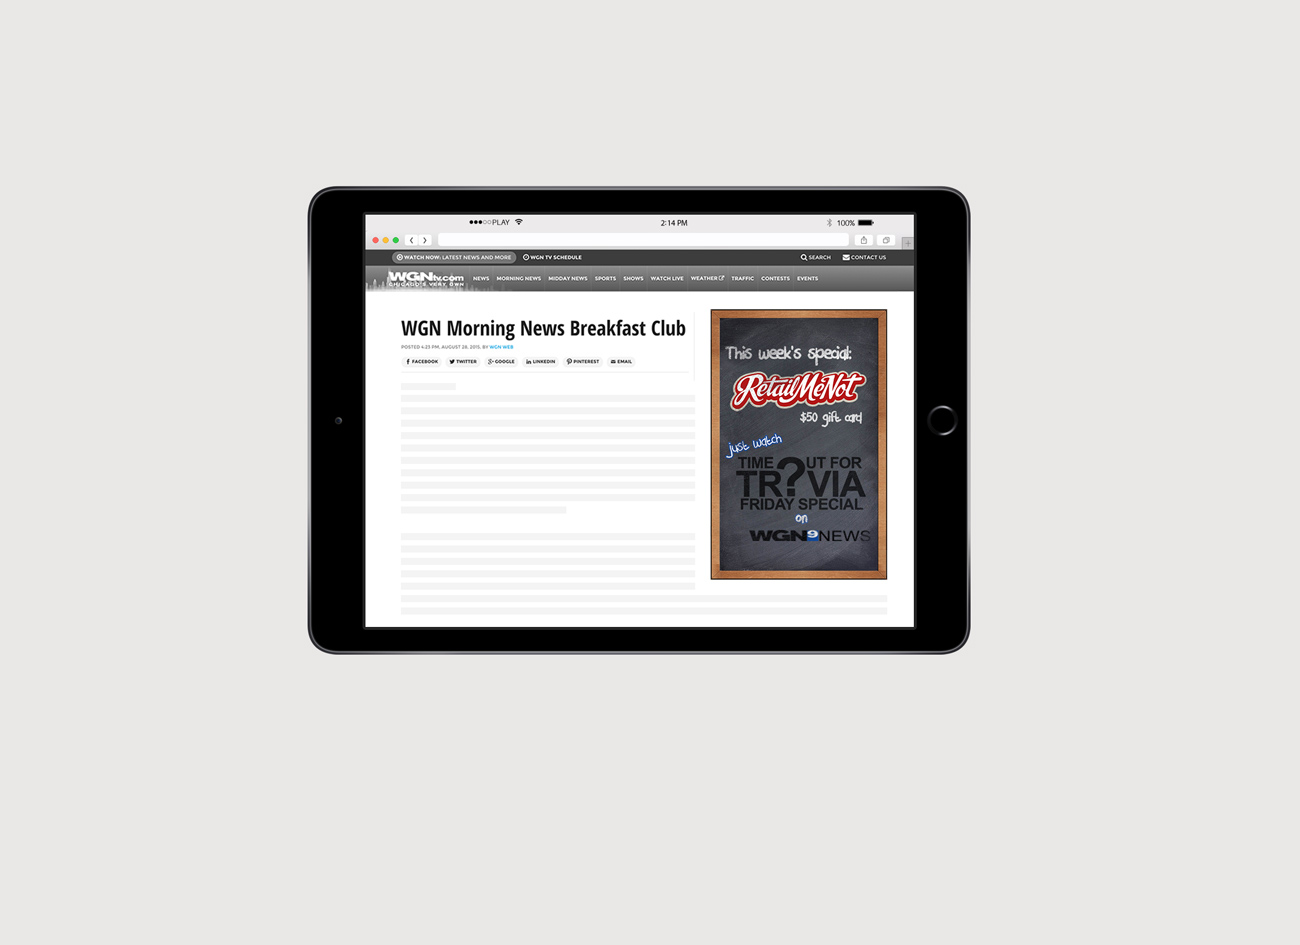 PLAY 2:14 PM 100%
WATCH NOW: LATEST NEWS AND MORE WGN TV SCHEDULE SEARCH CONTACT US
WGNtv.com
CHICAGO'S VERY OWN
NEWS MORNING NEWS MIDDAY NEWS SPORTS SHOWS WATCH LIVE WEATHER TRAFFIC CONTESTS EVENTS
WGN Morning News Breakfast Club
POSTED 4:23 PM, AUGUST 28, 2015, BY WGN WEB
FACEBOOK TWITTER GOOGLE LINKEDIN PINTEREST EMAIL
This week's special:
RetailMeNot
$50 gift card
just watch
TIME ?UT FOR
TR?VIA
FRIDAY SPECIAL
on
WGN9NEWS